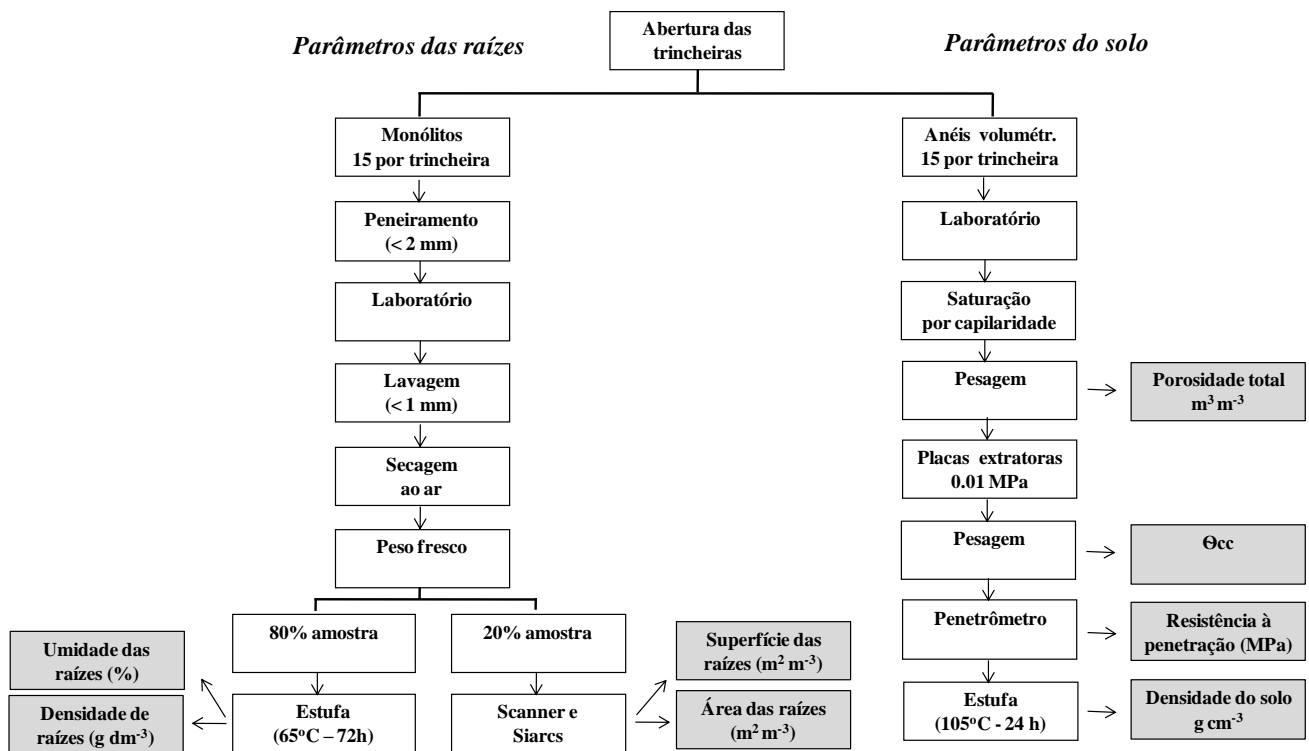 Parâmetros das raízes
Abertura das
trincheiras
Parâmetros do solo
Monólitos
15 por trincheira
Peneiramento
(< 2 mm)
Laboratório
Lavagem
(< 1 mm)
Secagem
ao ar
Peso fresco
80% amostra
20% amostra
Umidade das
raízes (%)
Densidade de
raízes (g dm-3)
Estufa
(65ºC – 72h)
Scanner e
Siarcs
Superfície das
raízes (m2 m-3)
Área das raízes
(m2 m-3)
Anéis volumétr.
15 por trincheira
Laboratório
Saturação
por capilaridade
Pesagem
Porosidade total
m3 m-3
Placas extratoras
0.01 MPa
Pesagem
Θcc
Penetrômetro
Resistência à
penetração (MPa)
Estufa
(105ºC - 24 h)
Densidade do solo
g cm-3